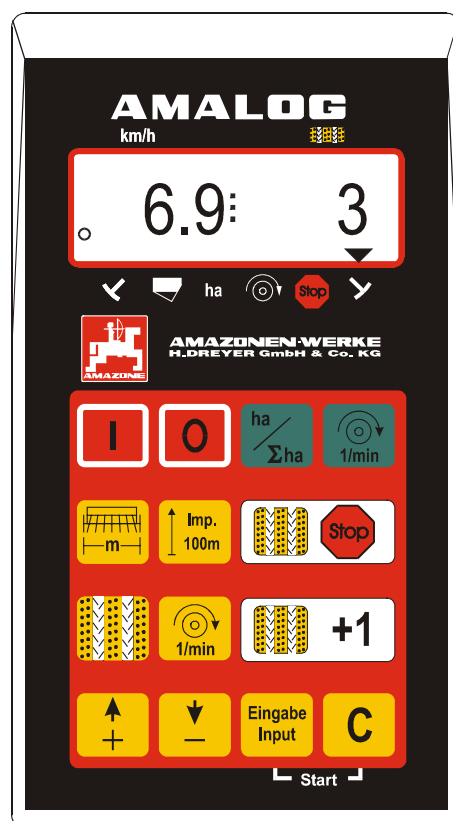 AMALOG
km/h
6.9 3
ha Stop
AMAZONE
AMAZONEN-WERKE
H.DREYER GmbH & Co. KG
I O ha/Σha 1/min
m Imp. 100m Stop
1/min +1
+ − Eingabe Input C
Start